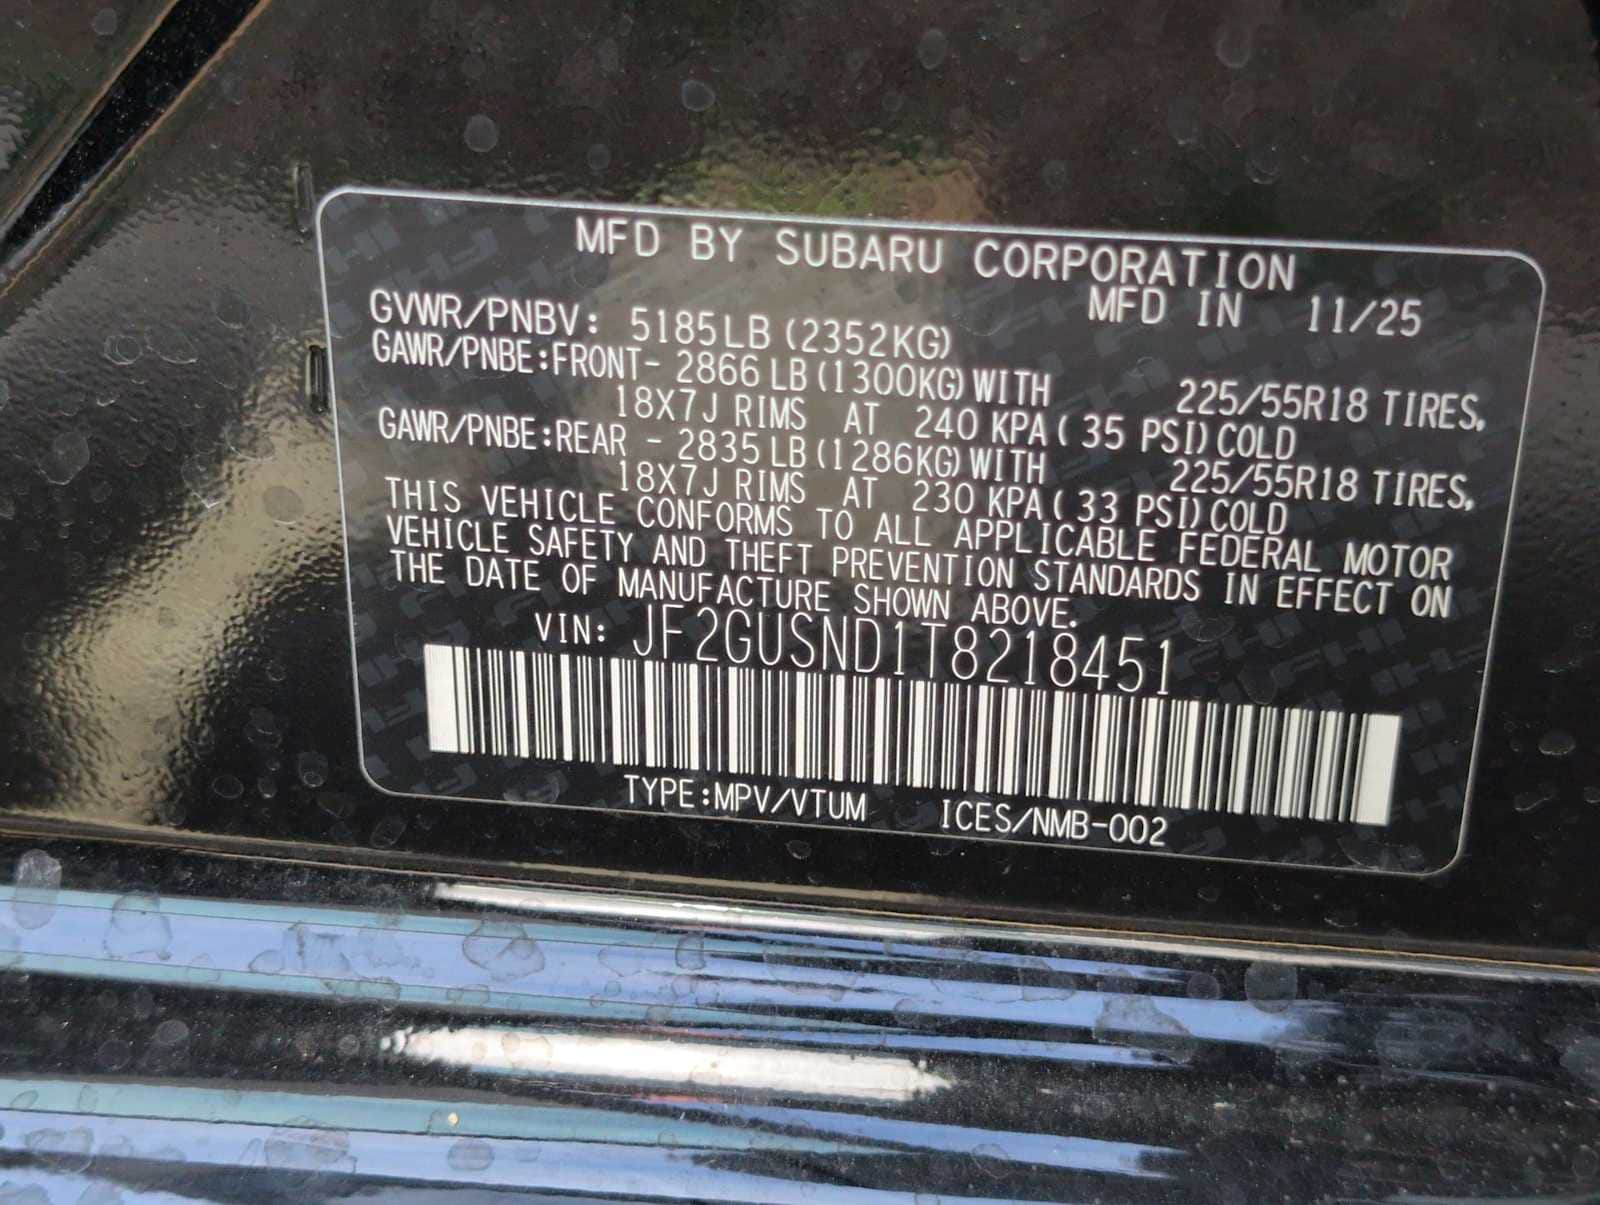 MFD BY SUBARU CORPORATION
MFD IN 11/25
GVWR/PNBV: 5185LB (2352KG)
GAWR/PNBE:FRONT- 2866 LB (1300KG) WITH 225/55R18 TIRES,
18X7J RIMS AT 240 KPA ( 35 PSI) COLD
GAWR/PNBE:REAR - 2835 LB (1286KG) WITH 225/55R18 TIRES,
18X7J RIMS AT 230 KPA ( 33 PSI) COLD
THIS VEHICLE CONFORMS TO ALL APPLICABLE FEDERAL MOTOR
VEHICLE SAFETY AND THEFT PREVENTION STANDARDS IN EFFECT ON
THE DATE OF MANUFACTURE SHOWN ABOVE.
VIN: JF2GUSND1T8218451
TYPE:MPV/VTUM ICES/NMB-002